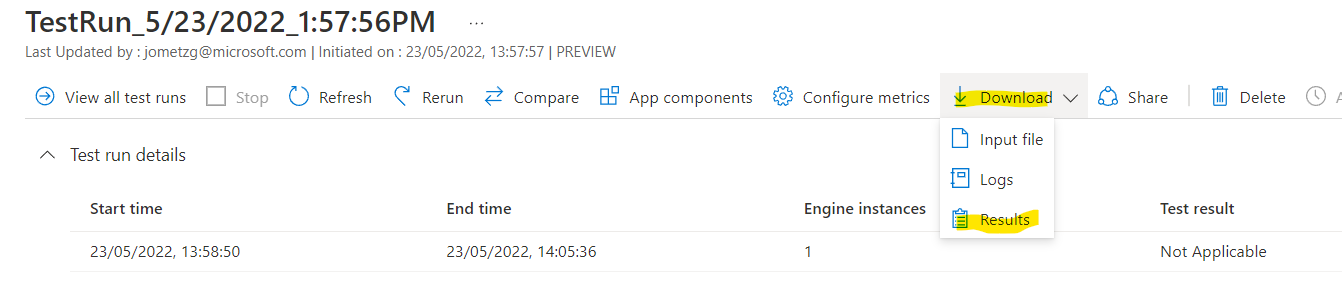 TestRun_5/23/2022_1:57:56PM ...
Last Updated by : jometzg@microsoft.com | Initiated on : 23/05/2022, 13:57:57 | PREVIEW
View all test runs Stop Refresh Rerun Compare App components Configure metrics Download Share Delete
Input file
Logs
Results
Test run details
Start time End time Engine instances Test result
23/05/2022, 13:58:50 23/05/2022, 14:05:36 1 Not Applicable